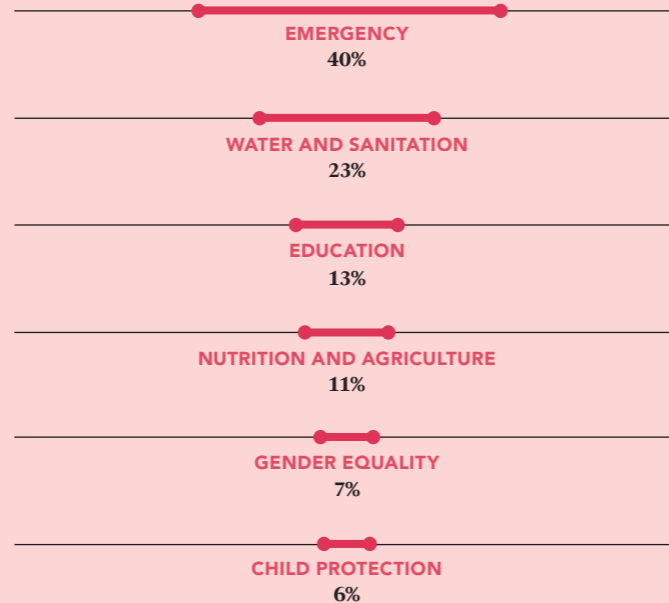 EMERGENCY
40%
WATER AND SANITATION
23%
EDUCATION
13%
NUTRITION AND AGRICULTURE
11%
GENDER EQUALITY
7%
CHILD PROTECTION
6%